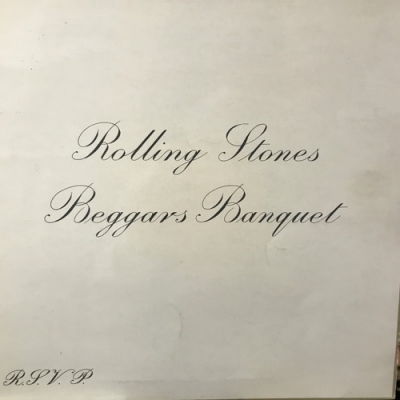 Rolling Stones
Beggars Banquet
R.S.V.P.